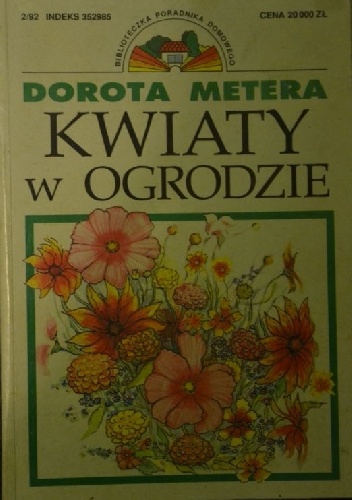 2/92 INDEKS 352985
CENA 20 000 ZŁ
BIBLIOTECZKA PORADNIKA DOMOWEGO
DOROTA METERA
KWIATY
w OGRODZIE